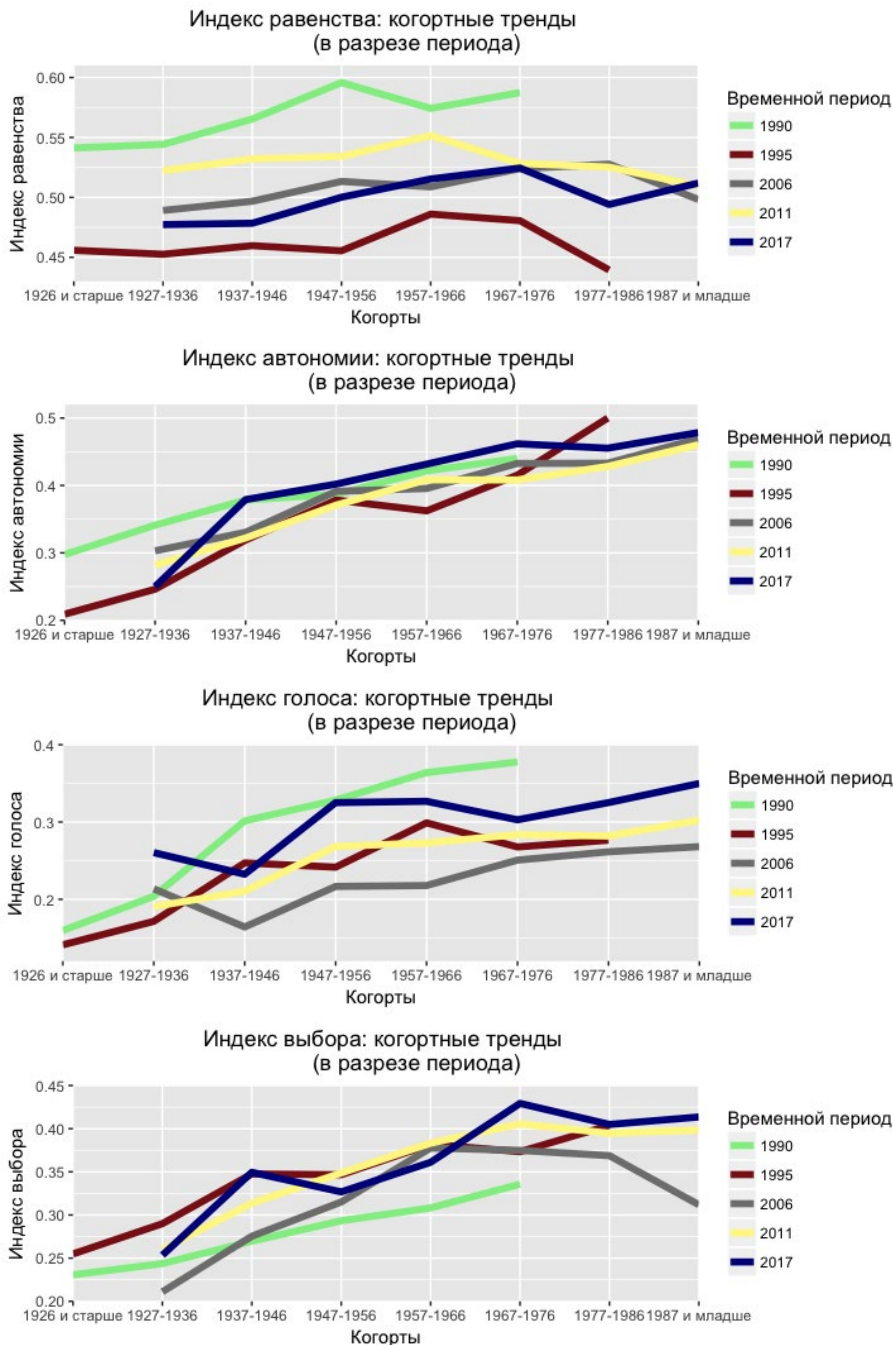 Индекс равенства: когортные тренды
(в разрезе периода)
Индекс равенства
0.60
0.55
0.50
0.45
1926 и старше 1927-1936 1937-1946 1947-1956 1957-1966 1967-1976 1977-1986 1987 и младше
Когорты
Временной период
1990
1995
2006
2011
2017
Индекс автономии: когортные тренды
(в разрезе периода)
Индекс автономии
0.5
0.4
0.3
0.2
1926 и старше 1927-1936 1937-1946 1947-1956 1957-1966 1967-1976 1977-1986 1987 и младше
Когорты
Временной период
1990
1995
2006
2011
2017
Индекс голоса: когортные тренды
(в разрезе периода)
Индекс голоса
0.4
0.3
0.2
1926 и старше 1927-1936 1937-1946 1947-1956 1957-1966 1967-1976 1977-1986 1987 и младше
Когорты
Временной период
1990
1995
2006
2011
2017
Индекс выбора: когортные тренды
(в разрезе периода)
Индекс выбора
0.45
0.40
0.35
0.30
0.25
0.20
1926 и старше 1927-1936 1937-1946 1947-1956 1957-1966 1967-1976 1977-1986 1987 и младше
Когорты
Временной период
1990
1995
2006
2011
2017